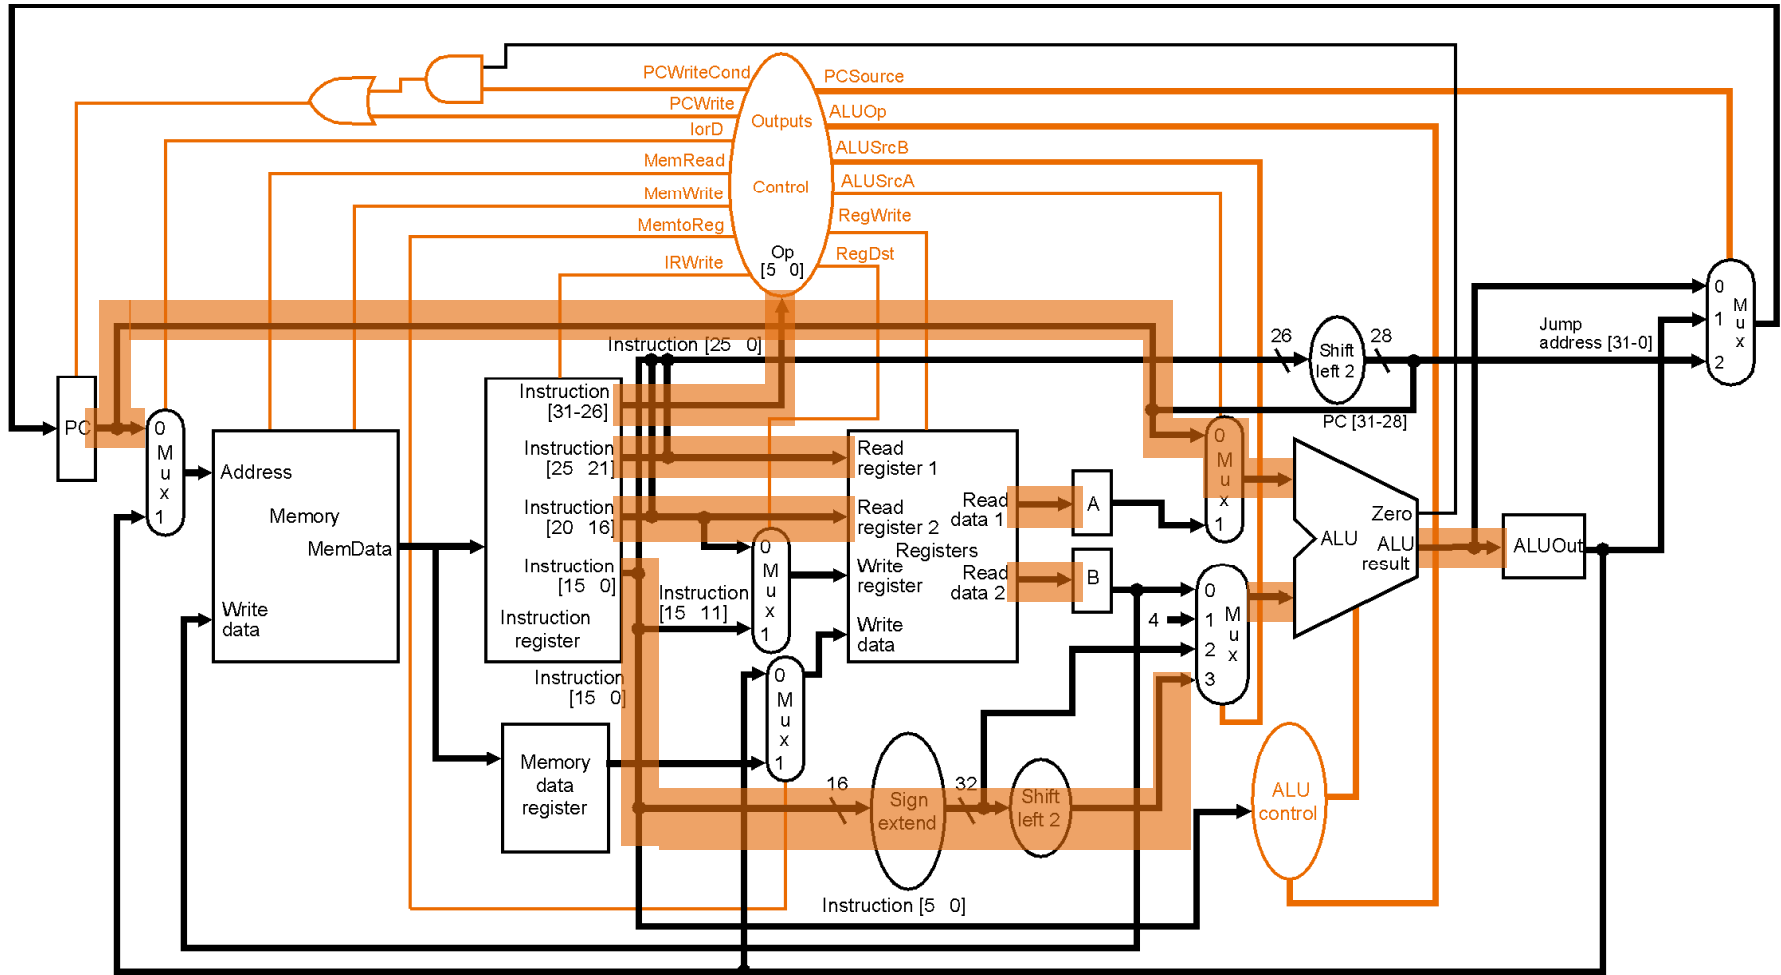 PCWriteCond
PCSource
PCWrite
ALUOp
IorD
Outputs
ALUSrcB
MemRead
Control
ALUSrcA
MemWrite
RegWrite
MemtoReg
Op
[5 0]
RegDst
IRWrite
Instruction [25 0]
26
Shift
left 2
28
Jump
address [31-0]
0
1
2
M
u
x
PC [31-28]
PC
0
M
u
x
1
Address
Memory
MemData
Write
data
Instruction
[31-26]
Instruction
[25 21]
Instruction
[20 16]
Instruction
[15 0]
Instruction
register
Instruction
[15 11]
Instruction
[15 0]
0
M
u
x
1
Read
register 1
Read
register 2
Registers
Write
register
Write
data
Read
data 1
Read
data 2
A
B
0
M
u
x
1
4
0
1
2
3
M
u
x
Zero
ALU
ALU
result
ALUOut
Memory
data
register
0
M
u
x
1
16
Sign
extend
32
Shift
left 2
ALU
control
Instruction [5 0]